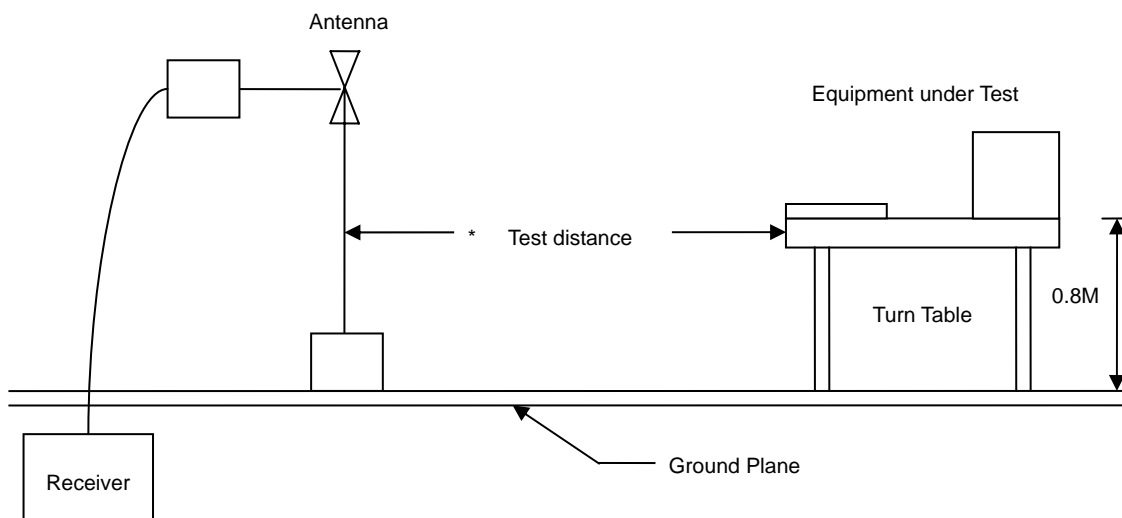 Antenna
Equipment under Test
* Test distance
0.8M
Turn Table
Ground Plane
Receiver